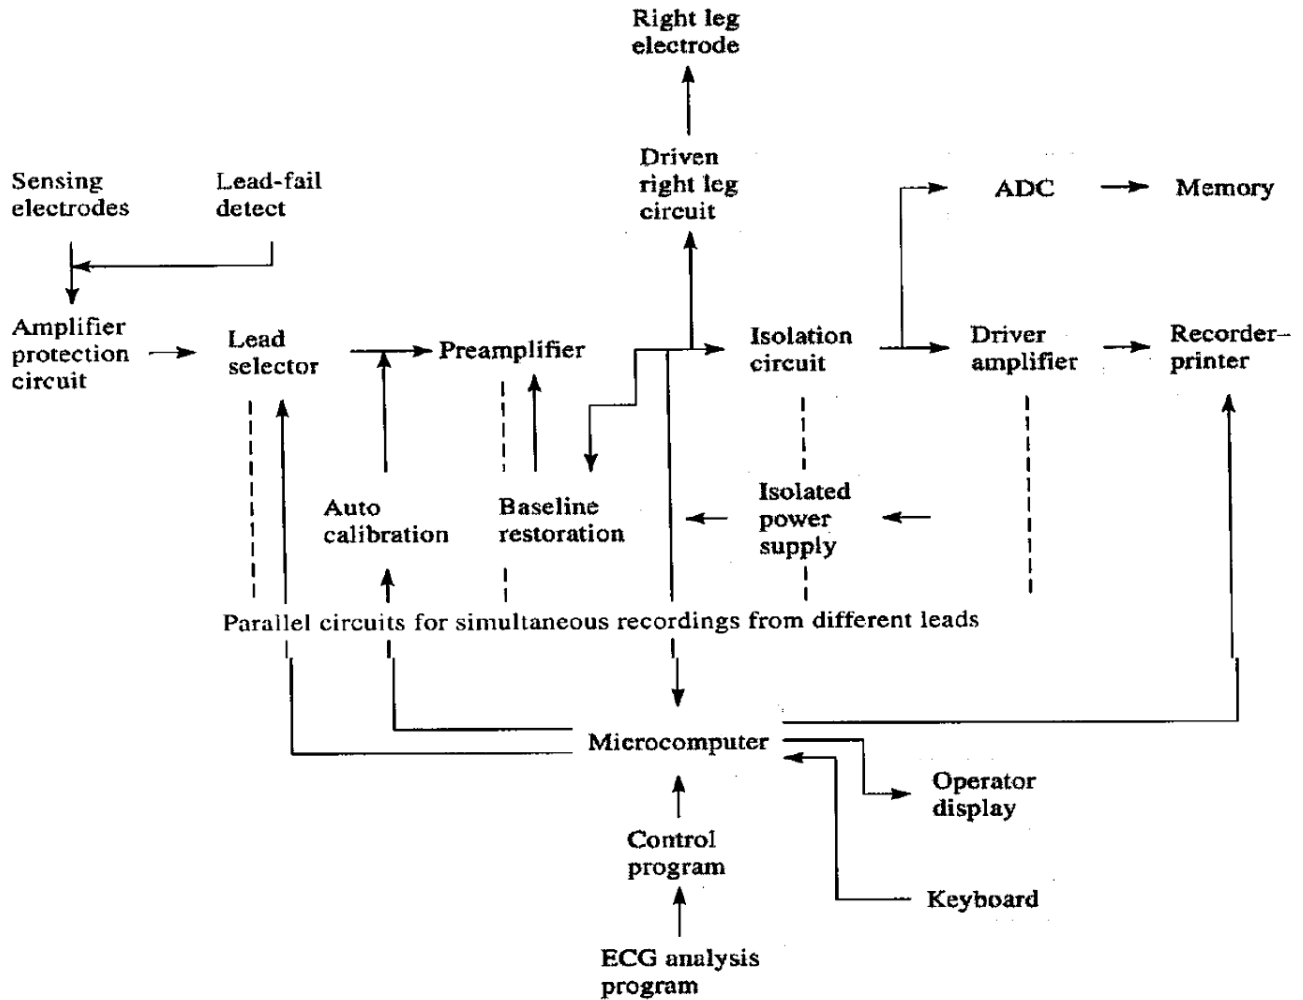 Right leg
electrode
Driven
right leg
circuit
Sensing
electrodes
Lead-fail
detect
ADC
Memory
Amplifier
protection
circuit
Lead
selector
Preamplifier
Isolation
circuit
Driver
amplifier
Recorder–
printer
Auto
calibration
Baseline
restoration
Isolated
power
supply
Parallel circuits for simultaneous recordings from different leads
Microcomputer
Operator
display
Control
program
Keyboard
ECG analysis
program